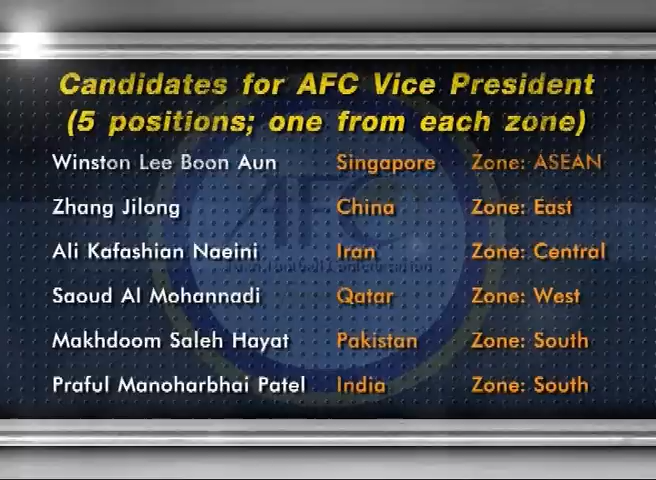 Candidates for AFC Vice President
(5 positions; one from each zone)
Winston Lee Boon Aun Singapore Zone: ASEAN
Zhang Jilong China Zone: East
Ali Kafashian Naeini Iran Zone: Central
Saoud Al Mohannadi Qatar Zone: West
Makhdoom Saleh Hayat Pakistan Zone: South
Praful Manoharbhai Patel India Zone: South
AFC